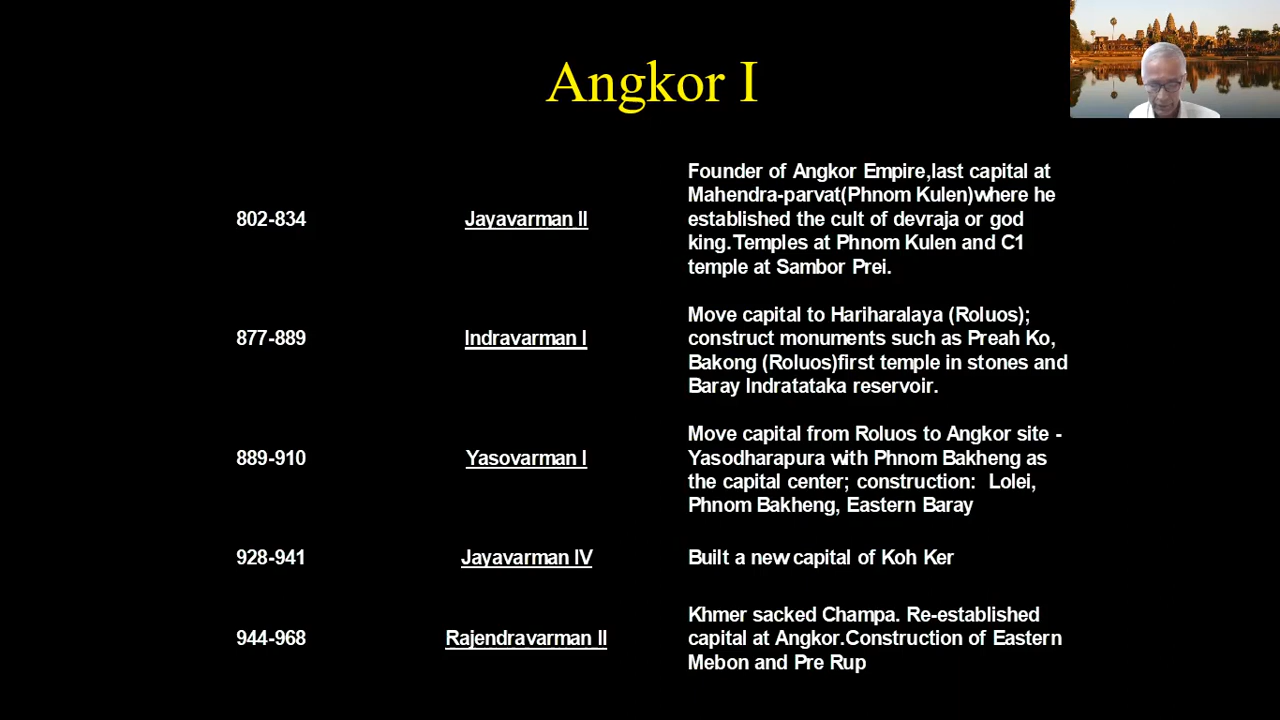 Angkor I
802-834
Jayavarman II
Founder of Angkor Empire,last capital at
Mahendra-parvat(Phnom Kulen)where he
established the cult of devraja or god
king.Temples at Phnom Kulen and C1
temple at Sambor Prei.
877-889
Indravarman I
Move capital to Hariharalaya (Roluos);
construct monuments such as Preah Ko,
Bakong (Roluos)first temple in stones and
Baray Indratataka reservoir.
889-910
Yasovarman I
Move capital from Roluos to Angkor site -
Yasodharapura with Phnom Bakheng as
the capital center; construction:  Lolei,
Phnom Bakheng, Eastern Baray
928-941
Jayavarman IV
Built a new capital of Koh Ker
944-968
Rajendravarman II
Khmer sacked Champa. Re-established
capital at Angkor.Construction of Eastern
Mebon and Pre Rup